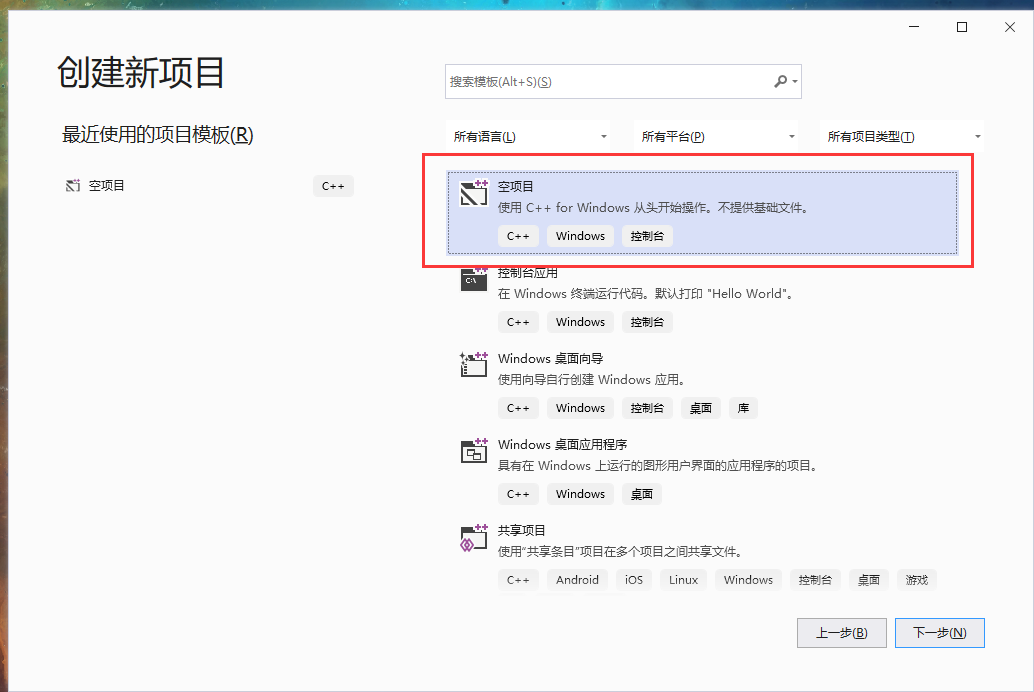 创建新项目
搜索模板(Alt+S)(S)
最近使用的项目模板(R)
所有语言(L) 所有平台(P) 所有项目类型(T)
空项目 C++
空项目
使用 C++ for Windows 从头开始操作。不提供基础文件。
C++ Windows 控制台
控制台应用
在 Windows 终端运行代码。默认打印 "Hello World"。
C++ Windows 控制台
Windows 桌面向导
使用向导自行创建 Windows 应用。
C++ Windows 控制台 桌面 库
Windows 桌面应用程序
具有在 Windows 上运行的图形用户界面的应用程序的项目。
C++ Windows 桌面
共享项目
使用"共享条目"项目在多个项目之间共享文件。
C++ Android iOS Linux Windows 控制台 桌面 游戏
上一步(B) 下一步(N)